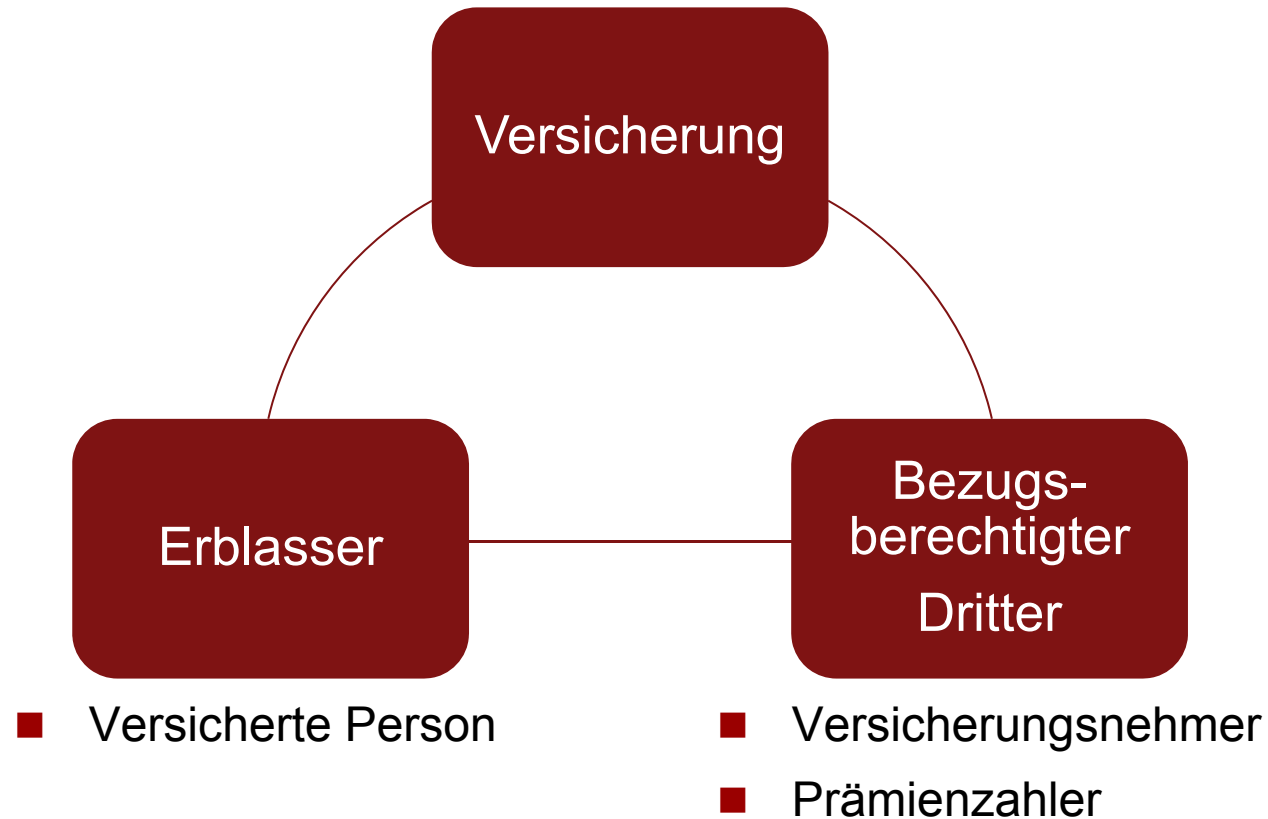 Versicherung
Erblasser
Bezugs-
berechtigter
Dritter
Versicherte Person
Versicherungsnehmer
Prämienzahler